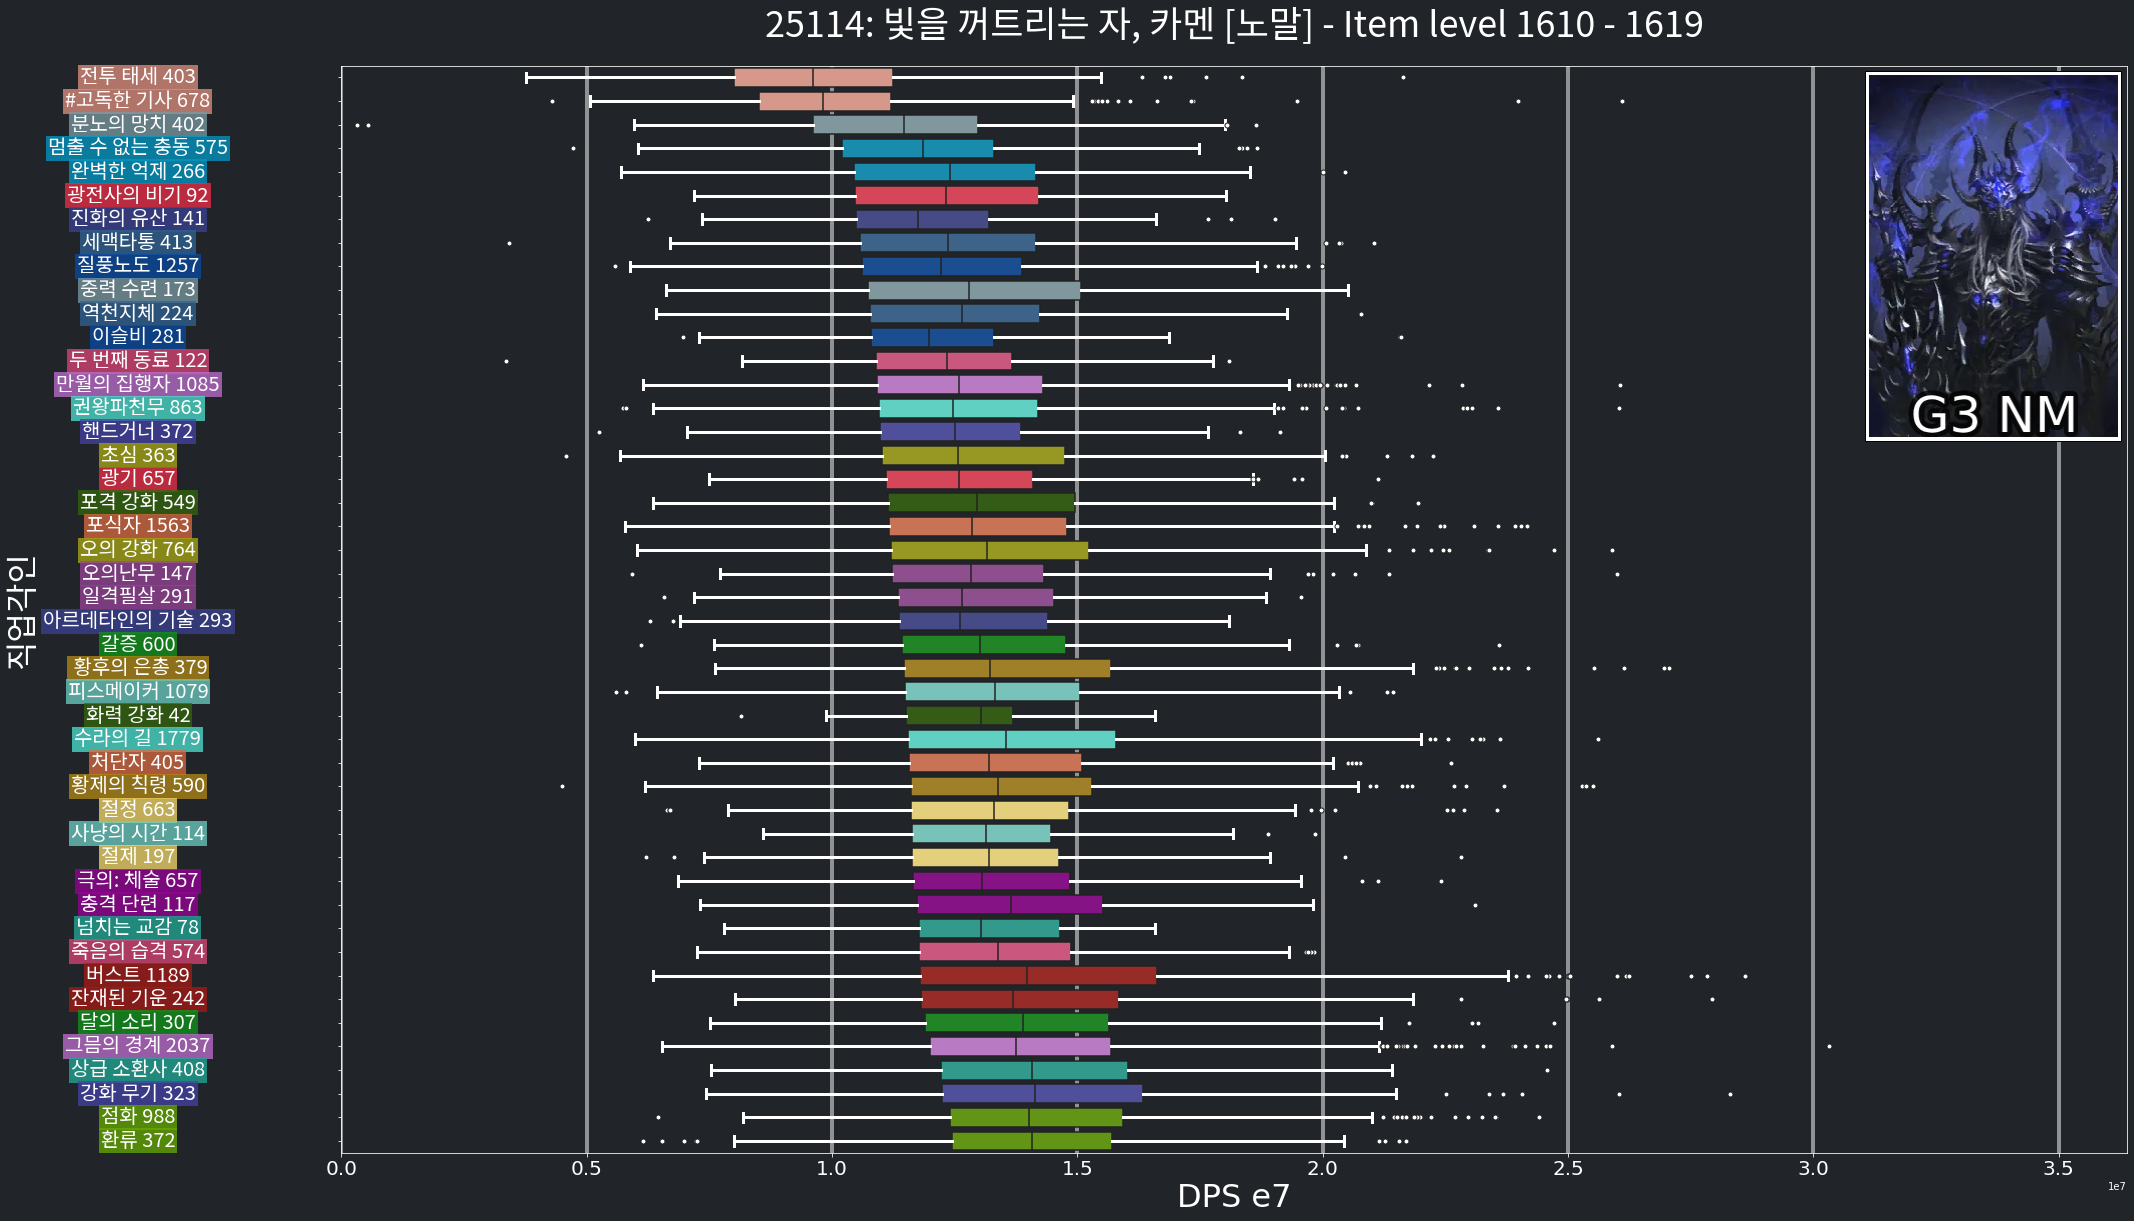 25114: 빛을 꺼트리는 자, 카멘 [노말] - Item level 1610 - 1619
전투 태세 403
#고독한 기사 678
분노의 망치 402
멈출 수 없는 충동 575
완벽한 억제 266
광전사의 비기 92
진화의 유산 141
세맥타통 413
질풍노도 1257
중력 수련 173
역천지체 224
이슬비 281
두 번째 동료 122
만월의 집행자 1085
권왕파천무 863
핸드거너 372
초심 363
광기 657
포격 강화 549
포식자 1563
오의 강화 764
오의난무 147
일격필살 291
아르데타인의 기술 293
갈증 600
황후의 은총 379
피스메이커 1079
화력 강화 42
수라의 길 1779
처단자 405
황제의 칙령 590
절정 663
사냥의 시간 114
절제 197
극의: 체술 657
충격 단련 117
넘치는 교감 78
죽음의 습격 574
버스트 1189
잔재된 기운 242
달의 소리 307
그믐의 경계 2037
상급 소환사 408
강화 무기 323
점화 988
환류 372
직업각인
G3 NM
0.0 0.5 1.0 1.5 2.0 2.5 3.0 3.5
1e7
DPS e7